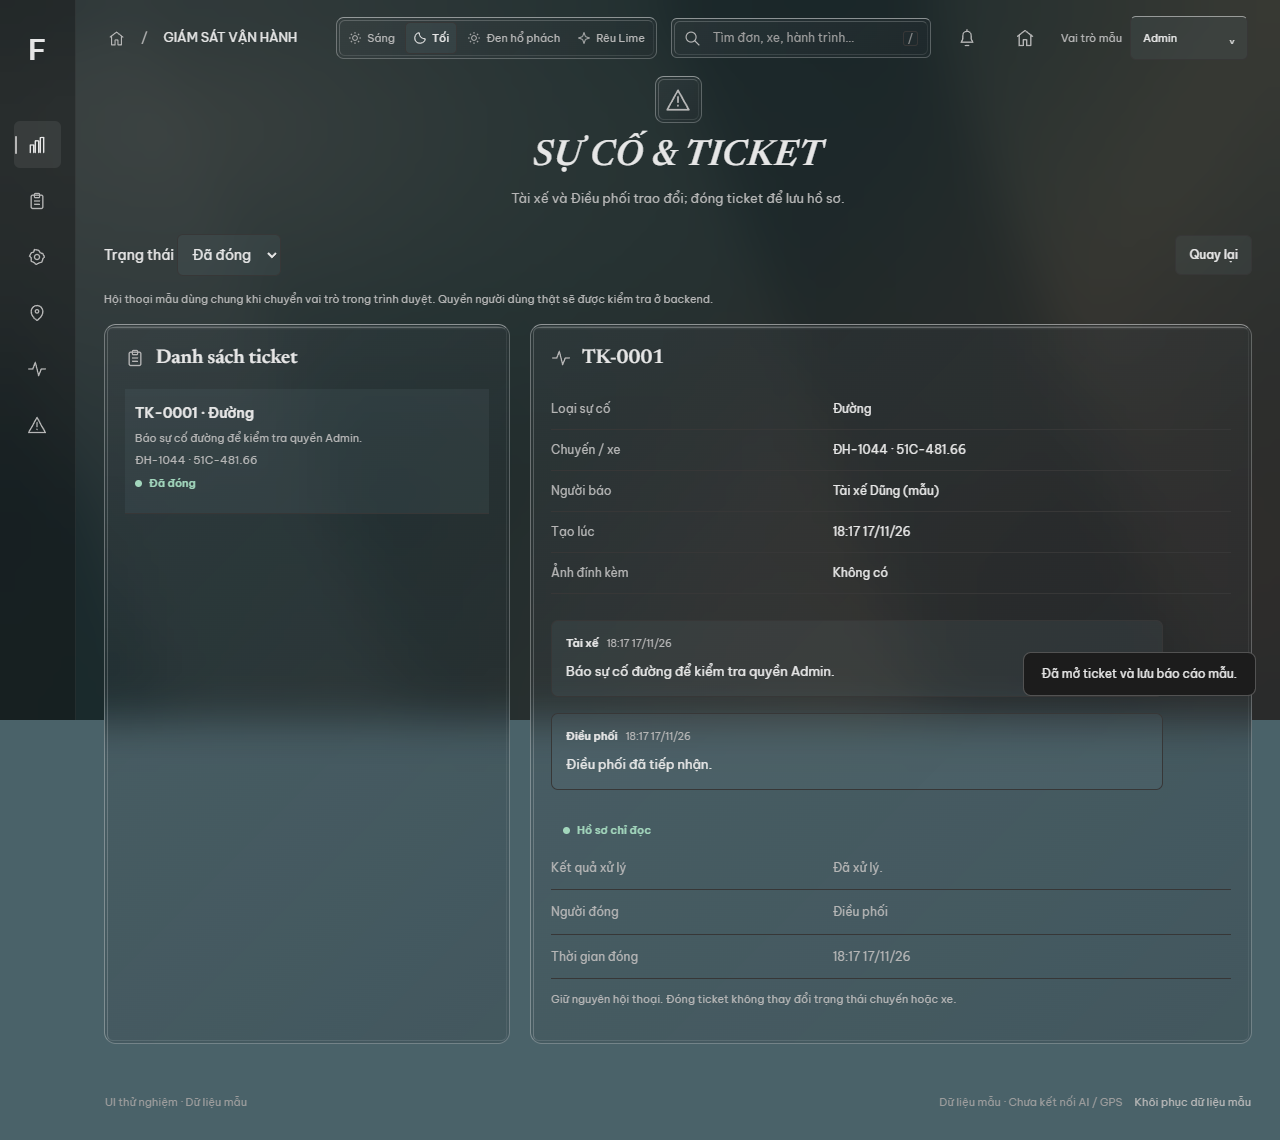 F
/ GIÁM SÁT VẬN HÀNH
Sáng Tối Đen hổ phách Rêu Lime
Tìm đơn, xe, hành trình... /
Vai trò mẫu Admin
SỰ CỐ & TICKET
Tài xế và Điều phối trao đổi; đóng ticket để lưu hồ sơ.
Trạng thái Đã đóng
Quay lại
Hội thoại mẫu dùng chung khi chuyển vai trò trong trình duyệt. Quyền người dùng thật sẽ được kiểm tra ở backend.
Danh sách ticket
TK-0001 · Đường
Báo sự cố đường để kiểm tra quyền Admin.
ĐH-1044 · 51C-481.66
Đã đóng
TK-0001
Loại sự cố Đường
Chuyến / xe ĐH-1044 · 51C-481.66
Người báo Tài xế Dũng (mẫu)
Tạo lúc 18:17 17/11/26
Ảnh đính kèm Không có
Tài xế 18:17 17/11/26
Báo sự cố đường để kiểm tra quyền Admin.
Đã mở ticket và lưu báo cáo mẫu.
Điều phối 18:17 17/11/26
Điều phối đã tiếp nhận.
Hồ sơ chỉ đọc
Kết quả xử lý Đã xử lý.
Người đóng Điều phối
Thời gian đóng 18:17 17/11/26
Giữ nguyên hội thoại. Đóng ticket không thay đổi trạng thái chuyến hoặc xe.
UI thử nghiệm · Dữ liệu mẫu
Dữ liệu mẫu · Chưa kết nối AI / GPS Khôi phục dữ liệu mẫu